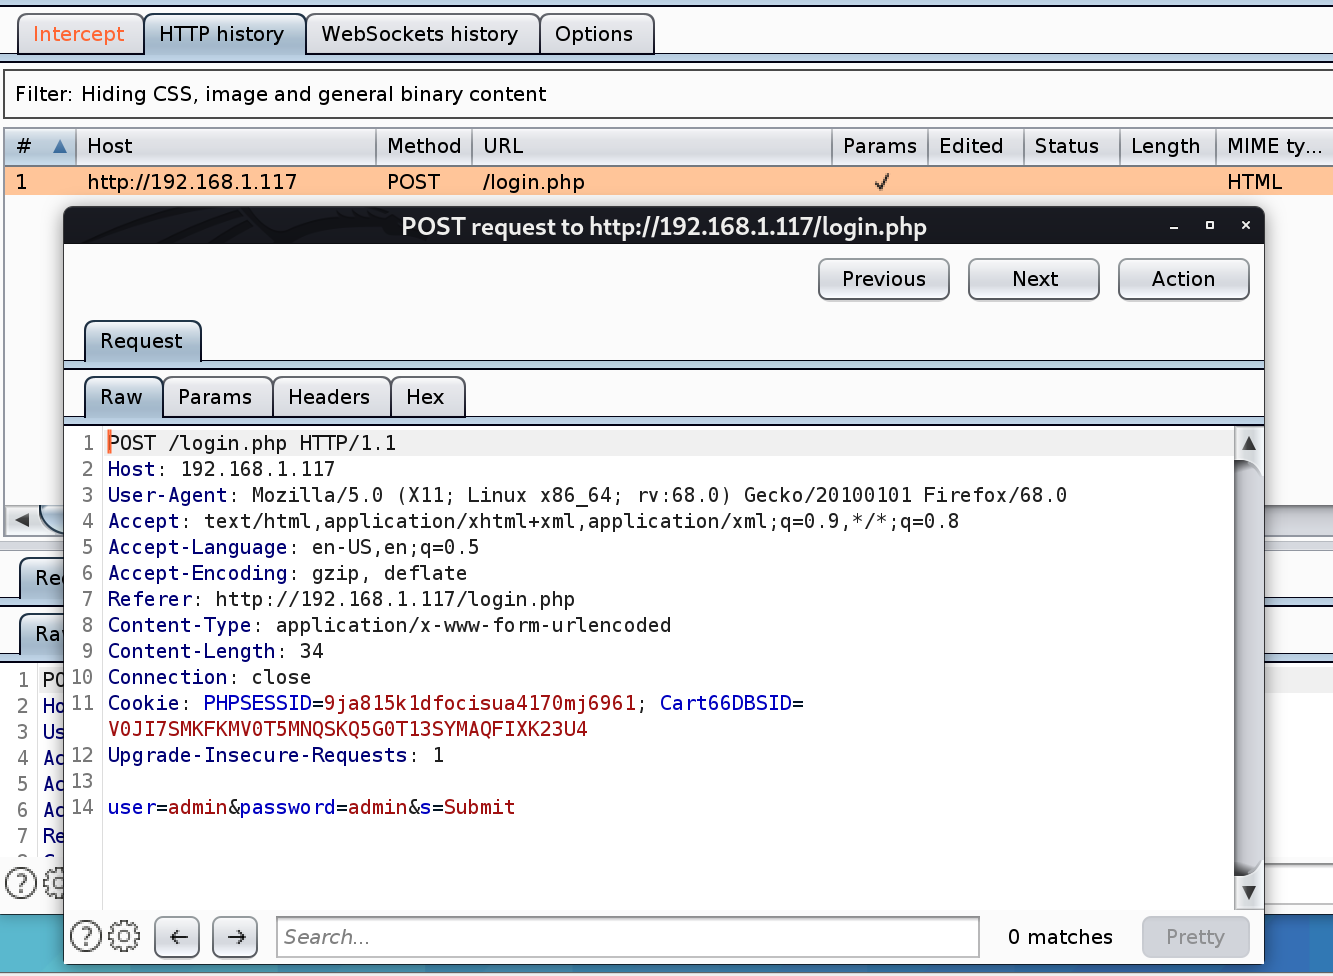 Intercept HTTP history WebSockets history Options
Filter: Hiding CSS, image and general binary content
# Host Method URL Params Edited Status Length MIME ty...
1 http://192.168.1.117 POST /login.php ✓ HTML
POST request to http://192.168.1.117/login.php
Previous Next Action
Request
Raw Params Headers Hex
1 POST /login.php HTTP/1.1
2 Host: 192.168.1.117
3 User-Agent: Mozilla/5.0 (X11; Linux x86_64; rv:68.0) Gecko/20100101 Firefox/68.0
4 Accept: text/html,application/xhtml+xml,application/xml;q=0.9,*/*;q=0.8
5 Accept-Language: en-US,en;q=0.5
6 Accept-Encoding: gzip, deflate
7 Referer: http://192.168.1.117/login.php
8 Content-Type: application/x-www-form-urlencoded
9 Content-Length: 34
10 Connection: close
11 Cookie: PHPSESSID=9ja815k1dfocisua4170mj6961; Cart66DBSID=
V0JI7SMKFKMV0T5MNQSKQ5G0T13SYMAQFIXK23U4
12 Upgrade-Insecure-Requests: 1
13
14 user=admin&password=admin&s=Submit
Search... 0 matches Pretty
Re
Ra
1 PO
2 Ho
3 Us
4 Ac
5 Ac
6 Ac
7 Re